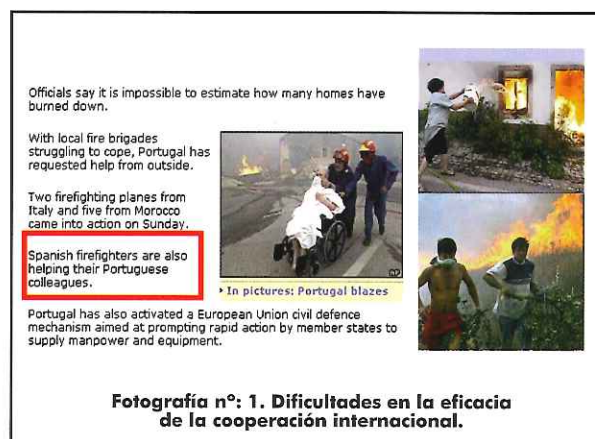 Officials say it is impossible to estimate how many homes have
burned down.
With local fire brigades
struggling to cope, Portugal has
requested help from outside.
Two firefighting planes from
Italy and five from Morocco
came into action on Sunday.
Spanish firefighters are also
helping their Portuguese
colleagues.
In pictures: Portugal blazes
Portugal has also activated a European Union civil defence
mechanism aimed at prompting rapid action by member states to
supply manpower and equipment.
Fotografía nº: 1. Dificultades en la eficacia
de la cooperación internacional.